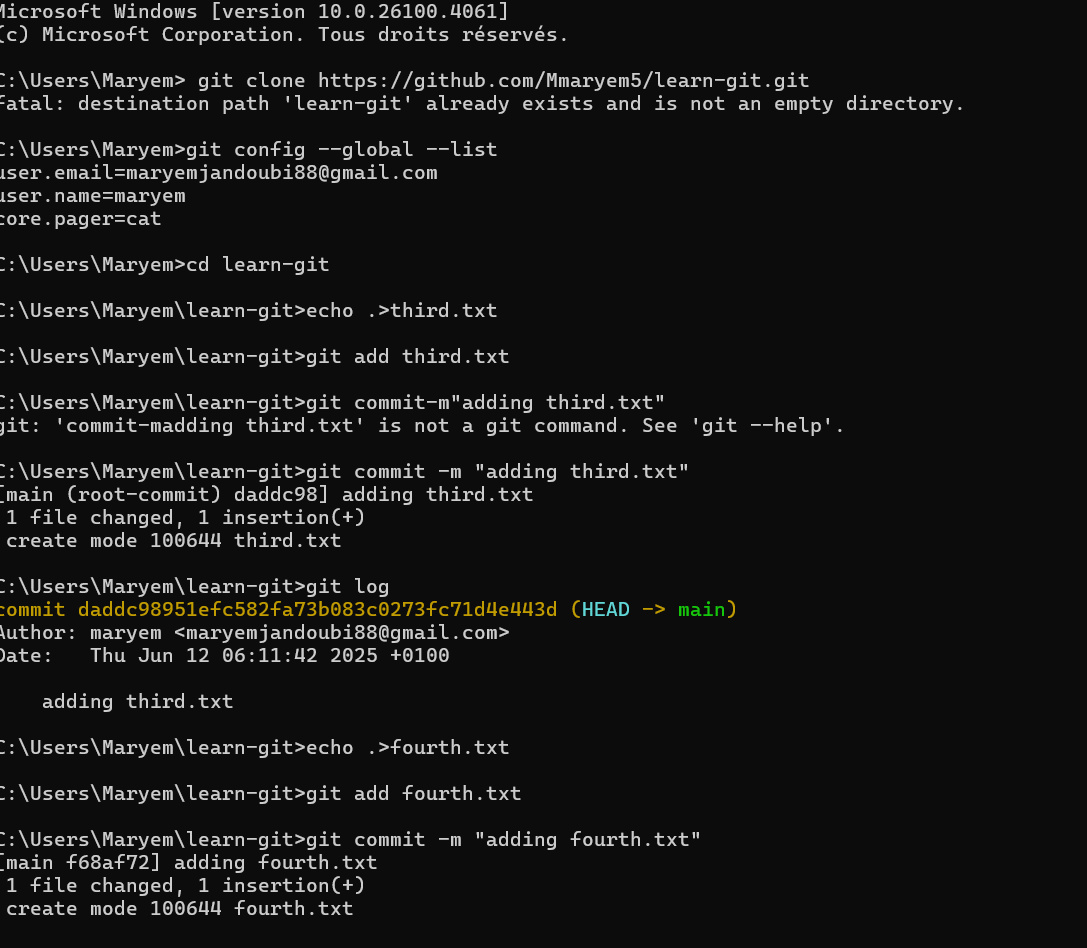 Microsoft Windows [version 10.0.26100.4061]
(c) Microsoft Corporation. Tous droits réservés.
C:\Users\Maryem> git clone https://github.com/Mmaryem5/learn-git.git
fatal: destination path 'learn-git' already exists and is not an empty directory.
C:\Users\Maryem>git config --global --list
user.email=maryemjandoubi88@gmail.com
user.name=maryem
core.pager=cat
C:\Users\Maryem>cd learn-git
C:\Users\Maryem\learn-git>echo .>third.txt
C:\Users\Maryem\learn-git>git add third.txt
C:\Users\Maryem\learn-git>git commit-m"adding third.txt"
git: 'commit-madding third.txt' is not a git command. See 'git --help'.
C:\Users\Maryem\learn-git>git commit -m "adding third.txt"
[main (root-commit) daddc98] adding third.txt
1 file changed, 1 insertion(+)
create mode 100644 third.txt
C:\Users\Maryem\learn-git>git log
commit daddc98951efc582fa73b083c0273fc71d4e443d (HEAD -> main)
Author: maryem <maryemjandoubi88@gmail.com>
Date:   Thu Jun 12 06:11:42 2025 +0100
adding third.txt
C:\Users\Maryem\learn-git>echo .>fourth.txt
C:\Users\Maryem\learn-git>git add fourth.txt
C:\Users\Maryem\learn-git>git commit -m "adding fourth.txt"
[main f68af72] adding fourth.txt
1 file changed, 1 insertion(+)
create mode 100644 fourth.txt